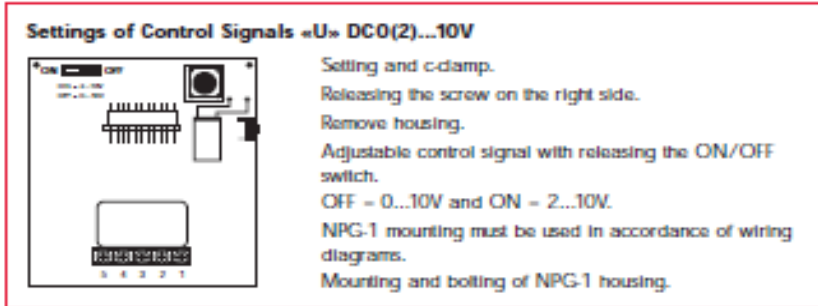 Settings of Control Signals «U» DC0(2)...10V
ON OFF
Setting and c-clamp.
Releasing the screw on the right side.
Remove housing.
Adjustable control signal with releasing the ON/OFF
switch.
OFF – 0...10V and ON – 2...10V.
NPG-1 mounting must be used in accordance of wiring
diagrams.
Mounting and bolting of NPG-1 housing.
5 4 3 2 1